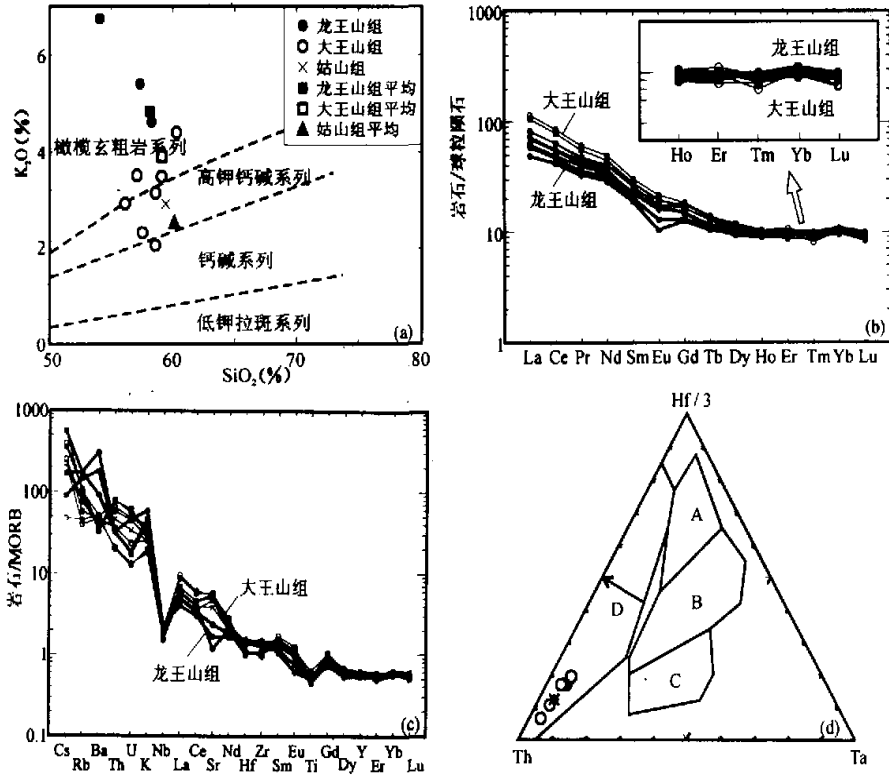 6
4
2
0
K₂O(%)
50
60
70
80
SiO₂(%)
龙王山组
大王山组
姑山组
龙王山组平均
大王山组平均
姑山组平均
橄榄玄粗岩系列
高钾钙碱系列
钙碱系列
低钾拉斑系列
(a)
1000
100
10
1
岩石/球粒陨石
大王山组
龙王山组
龙王山组
大王山组
Ho Er Tm Yb Lu
La Ce Pr Nd Sm Eu Gd Tb Dy Ho Er Tm Yb Lu
(b)
1000
100
10
1
0.1
岩石/MORB
大王山组
龙王山组
(c)
Cs Ba U Nb Ce Nd Zr Eu Gd Y Yb
Rb Th K La Sr Hf Sm Ti Dy Er Lu
Hf / 3
A
B
C
D
Th
Ta
(d)